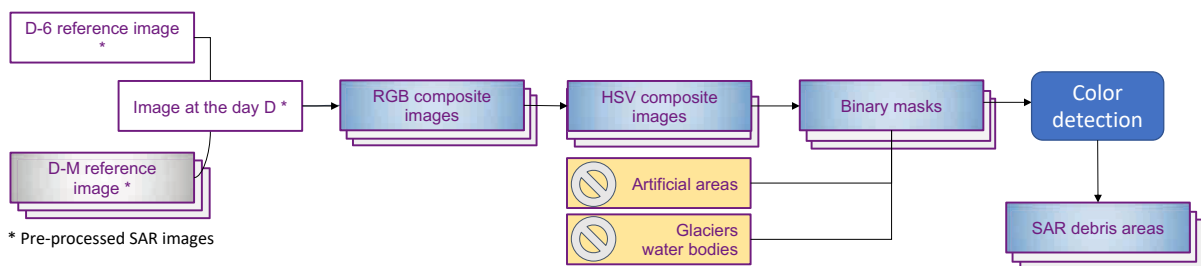 D-6 reference image
*
Image at the day D *
D-M reference
image *
* Pre-processed SAR images
RGB composite
images
HSV composite
images
Artificial areas
Glaciers
water bodies
Binary masks
Color
detection
SAR debris areas